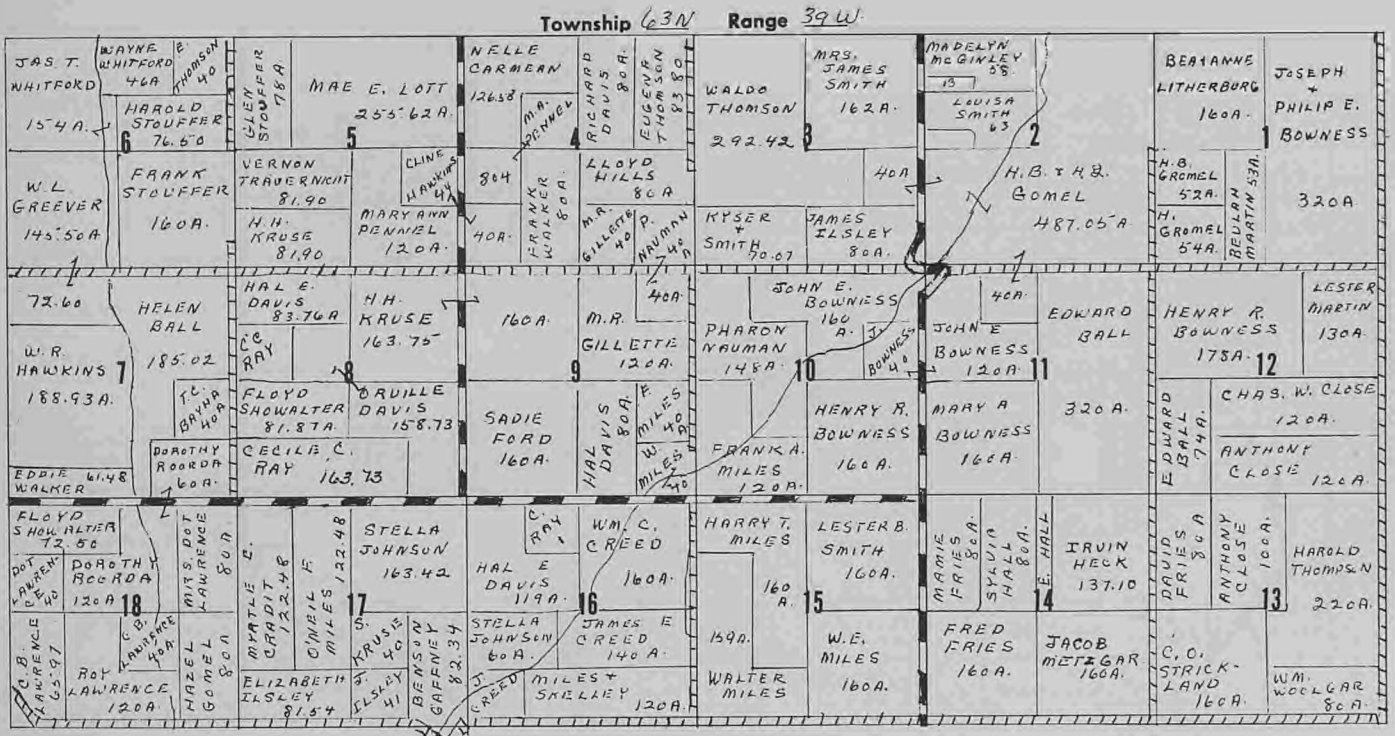 Township 63N Range 39W
JAS. T.
WHITFORD
154 A.
WAYNE
WHITFORD
46A
E.
THOMSON
40
HAROLD
STOUFFER
76.50
6
W.L.
GREEVER
145.50A
FRANK
STOUFFER
160A.
GLEN
STOUFFER
78A.
MAE E. LOTT
255.62A.
5
VERNON
TRAUERNICHT
81.90
CLINE
HAWKINS
44
H.H.
KRUSE
81.90
MARY ANN
PENNEL
120A.
NELLE
CARMEAN
126.58
M.A.
PENNEL
RICHARD
DAVIS
80A.
EUGENA
THOMSON
83.80
4
804
FRANK
WALKER
80A.
LLOYD
HILLS
80A
40A.
M.R.
GILLETTE
40
P.
NAUMAN
40
A
WALDO
THOMSON
292.42
MRS.
JAMES
SMITH
162A.
3
40A
KYSER
+
SMITH
70.07
JAMES
ILSLEY
80A.
MADELYN
McGINLEY
58
13
LOUISA
SMITH
63
2
H.B. & H.L.
GOMEL
487.05A
BEATANNE
LITHERBURG
160A.
1
JOSEPH
+
PHILIP E.
BOWNESS
320A.
H.B.
GROMEL
52A.
H.
GROMEL
54A.
BEULAH
MARTIN 53A.
72.60
HELEN
BALL
185.02
W.R.
HAWKINS
188.93A.
7
T.C.
BAYHA
40A
EDDIE 61.48
WALKER
DOROTHY
ROORDA
60A.
HAL E.
DAVIS
83.76A
H.H.
KRUSE
163.75
C.C.
RAY
8
FLOYD
SHOWALTER
81.87A.
ORVILLE
DAVIS
158.73
CECILE C.
RAY 163.73
160A.
40A.
M.R.
GILLETTE
120A.
9
SADIE
FORD
160A.
HAL
DAVIS
80A.
F.
MILES
40
A
W.
MILES
40
JOHN E.
BOWNESS
160
A.
PHARON
NAUMAN
148A.
J.
BOWNESS
40
10
HENRY R.
BOWNESS
160A.
FRANK A.
MILES
120A.
40A.
JOHN E
BOWNESS
120A.
EDWARD
BALL
320A.
11
MARY A
BOWNESS
160A.
HENRY R.
BOWNESS
178A.
LESTER
MARTIN
130A.
12
EDWARD
BALL
74A.
CHAS. W. CLOSE
120A.
ANTHONY
CLOSE
120A.
FLOYD
SHOWALTER
72.50
DOT
LAWRENCE
40
DOROTHY
ROORDA
120A
MRS. DOT
LAWRENCE
80A
18
C.B.
LAWRENCE
65.97
C.B.
LAWRENCE
40A.
ROY
LAWRENCE
120A.
HAZEL
GOMEL
80A
MYRTLE C.
CRADIT
122.48
O'NEIL F
MILES 122.48
STELLA
JOHNSON
163.42
17
ELIZABETH
ILSLEY
81.54
S.
KRUSE
40
J.
ILSLEY
41
BENSON
GAFFNEY
82.34
C.
RAY
1
WM. C.
CREED
160A.
HAL E
DAVIS
119A.
16
STELLA
JOHNSON
60A.
JAMES E
CREED
140A.
J.
CREED
MILES +
SKELLEY
120A.
HARRY T.
MILES
160
A.
LESTER B.
SMITH
160A.
15
159A.
WALTER
MILES
W.E.
MILES
160A.
MAMIE
FRIES
80A.
SYLVIA
HALL
80A.
E. HALL
IRVIN
HECK
137.10
14
FRED
FRIES
160A.
JACOB
METZGAR
160A.
DAVID
FRIES
80A
ANTHONY
CLOSE
100A.
HAROLD
THOMPSON
220A.
13
C.O.
STRICK-
LAND
160A.
WM.
WOOLGAR
80A.